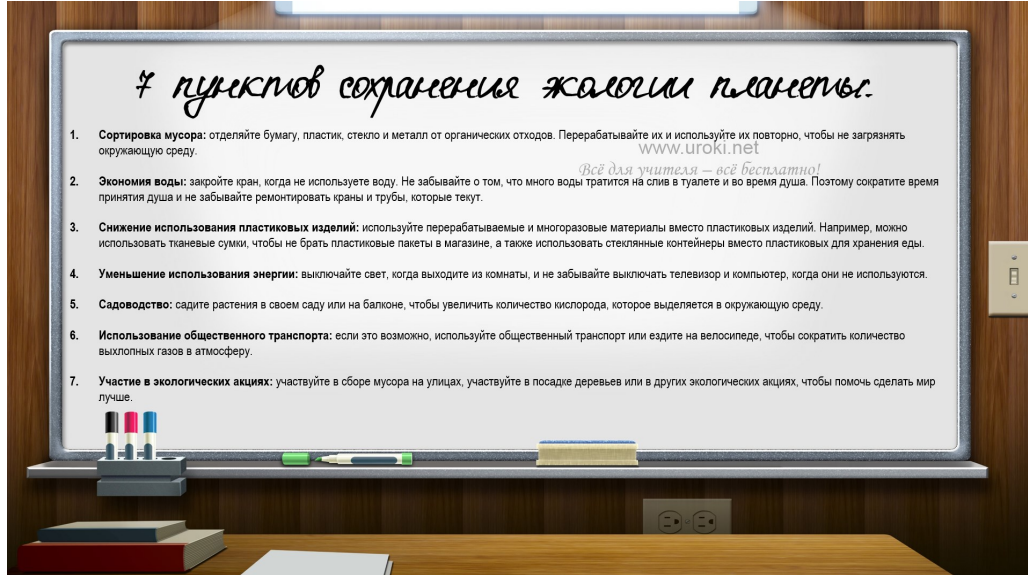 7 пунктов сохранения экологии планеты.
1. Сортировка мусора: отделяйте бумагу, пластик, стекло и металл от органических отходов. Перерабатывайте их и используйте их повторно, чтобы не загрязнять
окружающую среду.
www.uroki.net
Всё для учителя – всё бесплатно!
2. Экономия воды: закройте кран, когда не используете воду. Не забывайте о том, что много воды тратится на слив в туалете и во время душа. Поэтому сократите время
принятия душа и не забывайте ремонтировать краны и трубы, которые текут.
3. Снижение использования пластиковых изделий: используйте перерабатываемые и многоразовые материалы вместо пластиковых изделий. Например, можно
использовать тканевые сумки, чтобы не брать пластиковые пакеты в магазине, а также использовать стеклянные контейнеры вместо пластиковых для хранения еды.
4. Уменьшение использования энергии: выключайте свет, когда выходите из комнаты, и не забывайте выключать телевизор и компьютер, когда они не используются.
5. Садоводство: садите растения в своем саду или на балконе, чтобы увеличить количество кислорода, которое выделяется в окружающую среду.
6. Использование общественного транспорта: если это возможно, используйте общественный транспорт или ездите на велосипеде, чтобы сократить количество
выхлопных газов в атмосферу.
7. Участие в экологических акциях: участвуйте в сборе мусора на улицах, участвуйте в посадке деревьев или в других экологических акциях, чтобы помочь сделать мир
лучше.